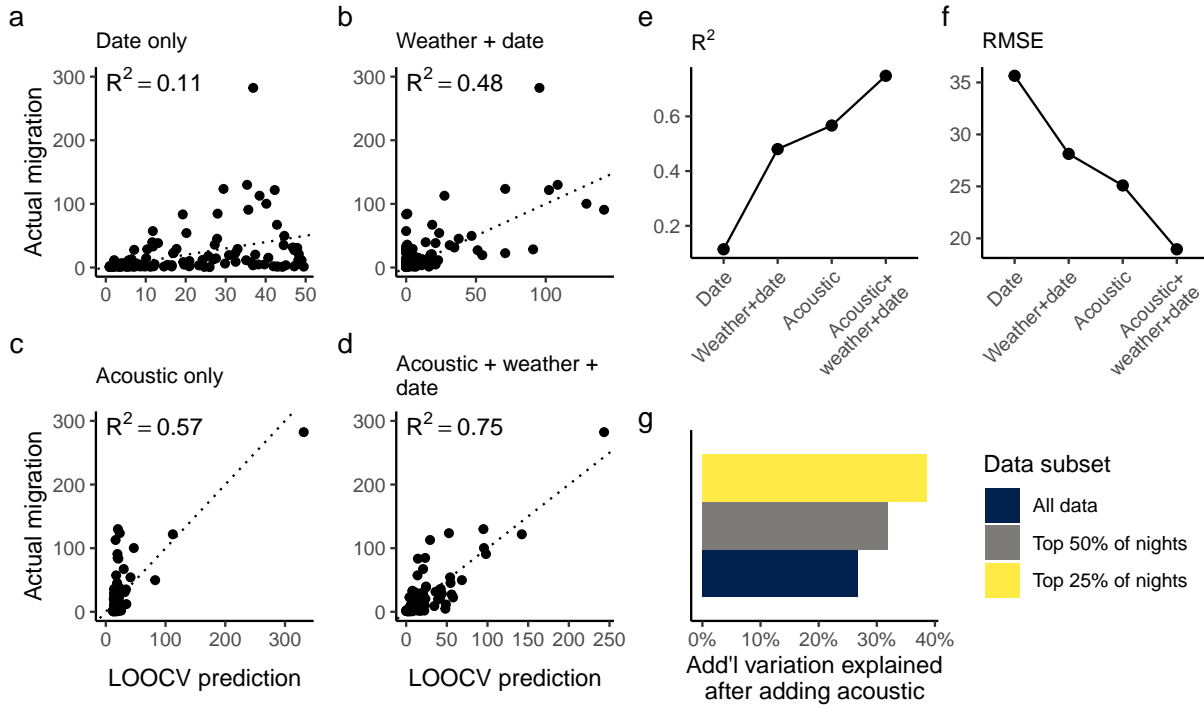 a
Date only
R² = 0.11
Actual migration
300
200
100
0
0 10 20 30 40 50
b
Weather + date
R² = 0.48
300
200
100
0
0 50 100
c
Acoustic only
R² = 0.57
Actual migration
300
200
100
0
0 100 200 300
LOOCV prediction
d
Acoustic + weather +
date
R² = 0.75
300
200
100
0
0 50 100 150 200 250
LOOCV prediction
e
R²
0.6
0.4
0.2
Date
Weather+date
Acoustic
Acoustic+
weather+date
f
RMSE
35
30
25
20
Date
Weather+date
Acoustic
Acoustic+
weather+date
g
0% 10% 20% 30% 40%
Add'l variation explained
after adding acoustic
Data subset
All data
Top 50% of nights
Top 25% of nights